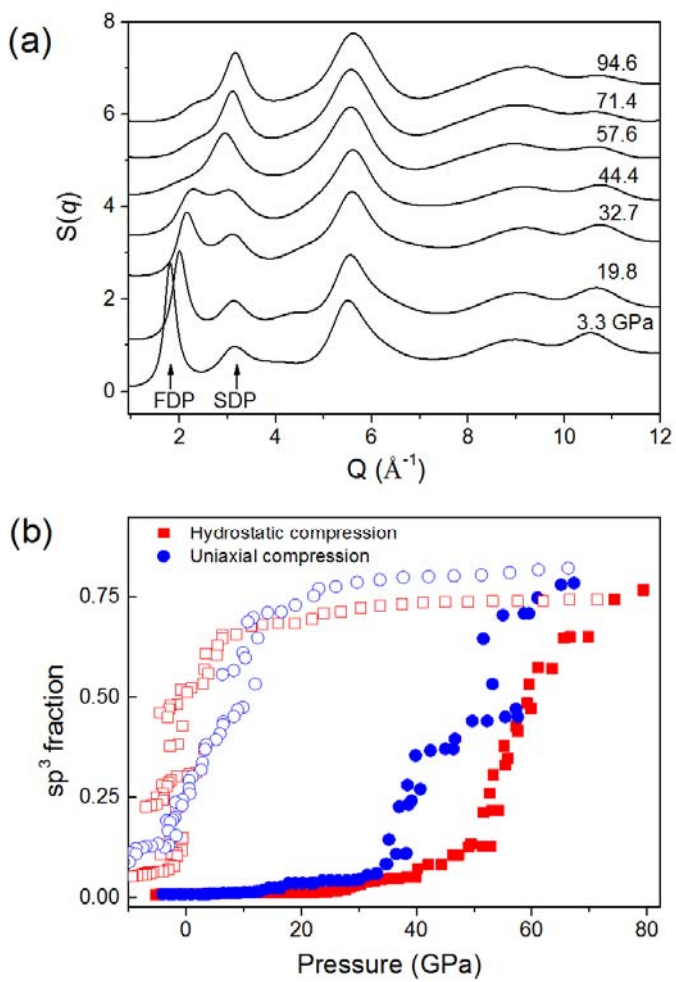 (a)
8
6
4
2
0
S(q)
94.6
71.4
57.6
44.4
32.7
19.8
3.3 GPa
FDP
SDP
2
4
6
8
10
12
Q (Å⁻¹)
(b)
Hydrostatic compression
Uniaxial compression
0.75
0.50
0.25
0.00
sp³ fraction
0
20
40
60
80
Pressure (GPa)